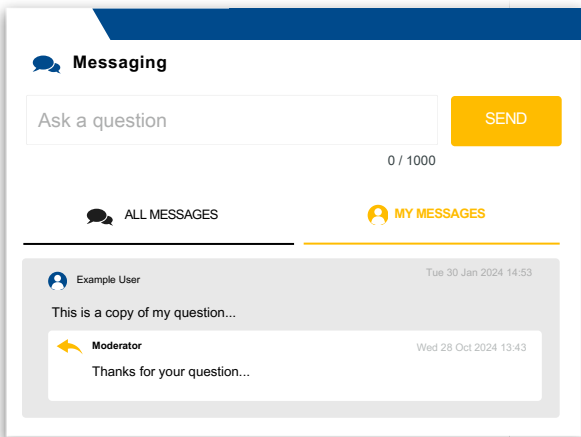 Messaging
Ask a question
SEND
0 / 1000
ALL MESSAGES
MY MESSAGES
Example User
Tue 30 Jan 2024 14:53
This is a copy of my question...
Moderator
Wed 28 Oct 2024 13:43
Thanks for your question...